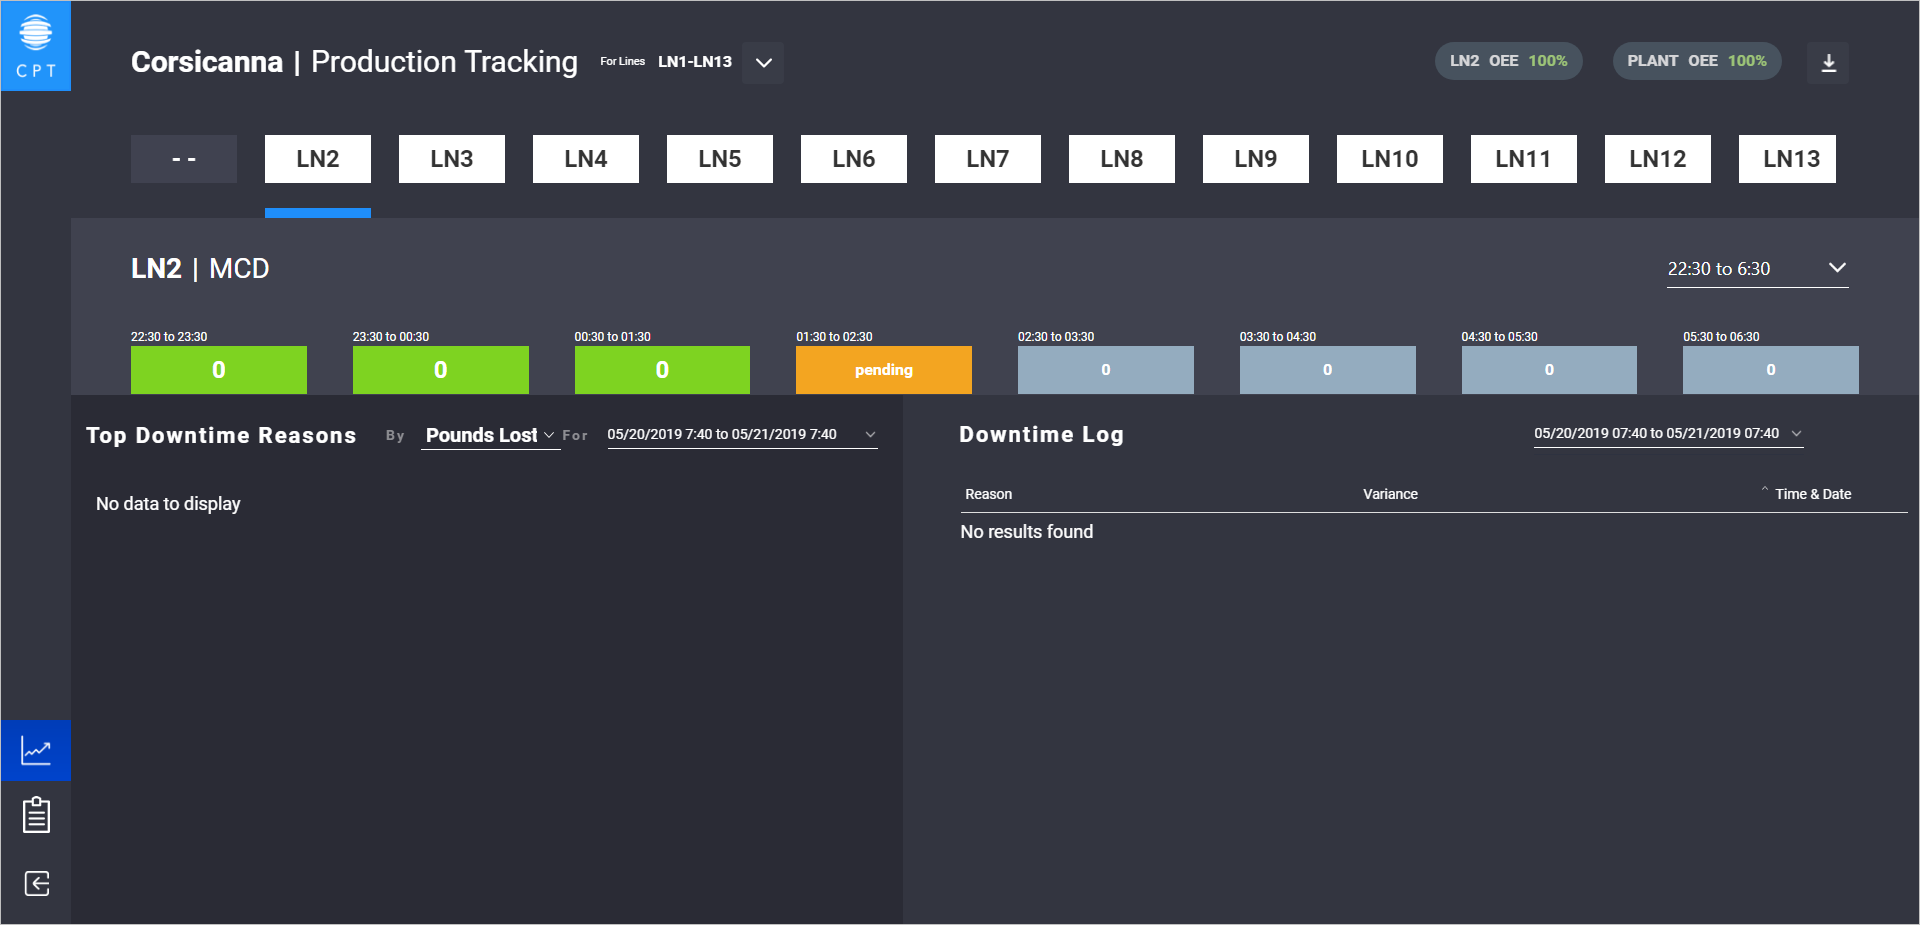 CPT
Corsicanna | Production Tracking For Lines LN1-LN13
LN2 OEE 100%
PLANT OEE 100%
- - LN2 LN3 LN4 LN5 LN6 LN7 LN8 LN9 LN10 LN11 LN12 LN13
LN2 | MCD
22:30 to 6:30
22:30 to 23:30 23:30 to 00:30 00:30 to 01:30 01:30 to 02:30 02:30 to 03:30 03:30 to 04:30 04:30 to 05:30 05:30 to 06:30
0 0 0 pending 0 0 0 0
Top Downtime Reasons By Pounds Lost For 05/20/2019 7:40 to 05/21/2019 7:40
No data to display
Downtime Log 05/20/2019 07:40 to 05/21/2019 07:40
Reason Variance Time & Date
No results found